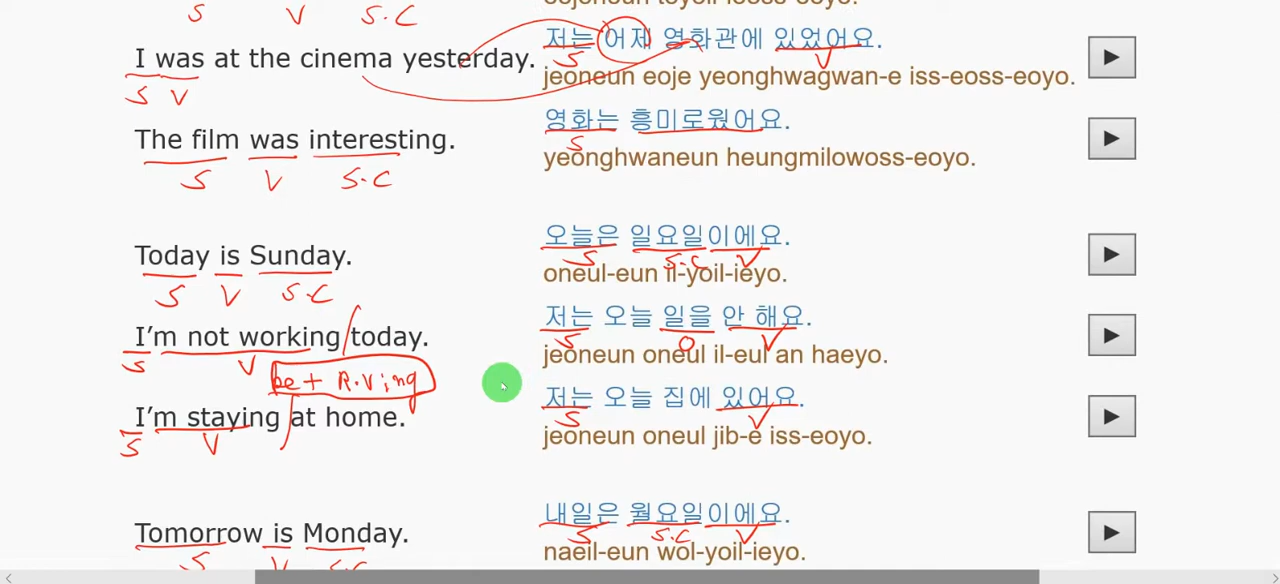 S V S.C
eojeneun toyoil-ieoss-eoyo.
I was at the cinema yesterday. 저는 어제 영화관에 있었어요.
S V S V
jeoneun eoje yeonghwagwan-e iss-eoss-eoyo.
The film was interesting. 영화는 흥미로웠어요.
S V S.C S
yeonghwaneun heungmilowoss-eoyo.
Today is Sunday. 오늘은 일요일이에요.
S V S.C S S.C V
oneul-eun il-yoil-ieyo.
I’m not working today. 저는 오늘 일을 안 해요.
S V S O V
jeoneun oneul il-eul an haeyo.
be + R.Ving
I’m staying at home. 저는 오늘 집에 있어요.
S V S V
jeoneun oneul jib-e iss-eoyo.
Tomorrow is Monday. 내일은 월요일이에요.
S V S.C S S.C V
naeil-eun wol-yoil-ieyo.